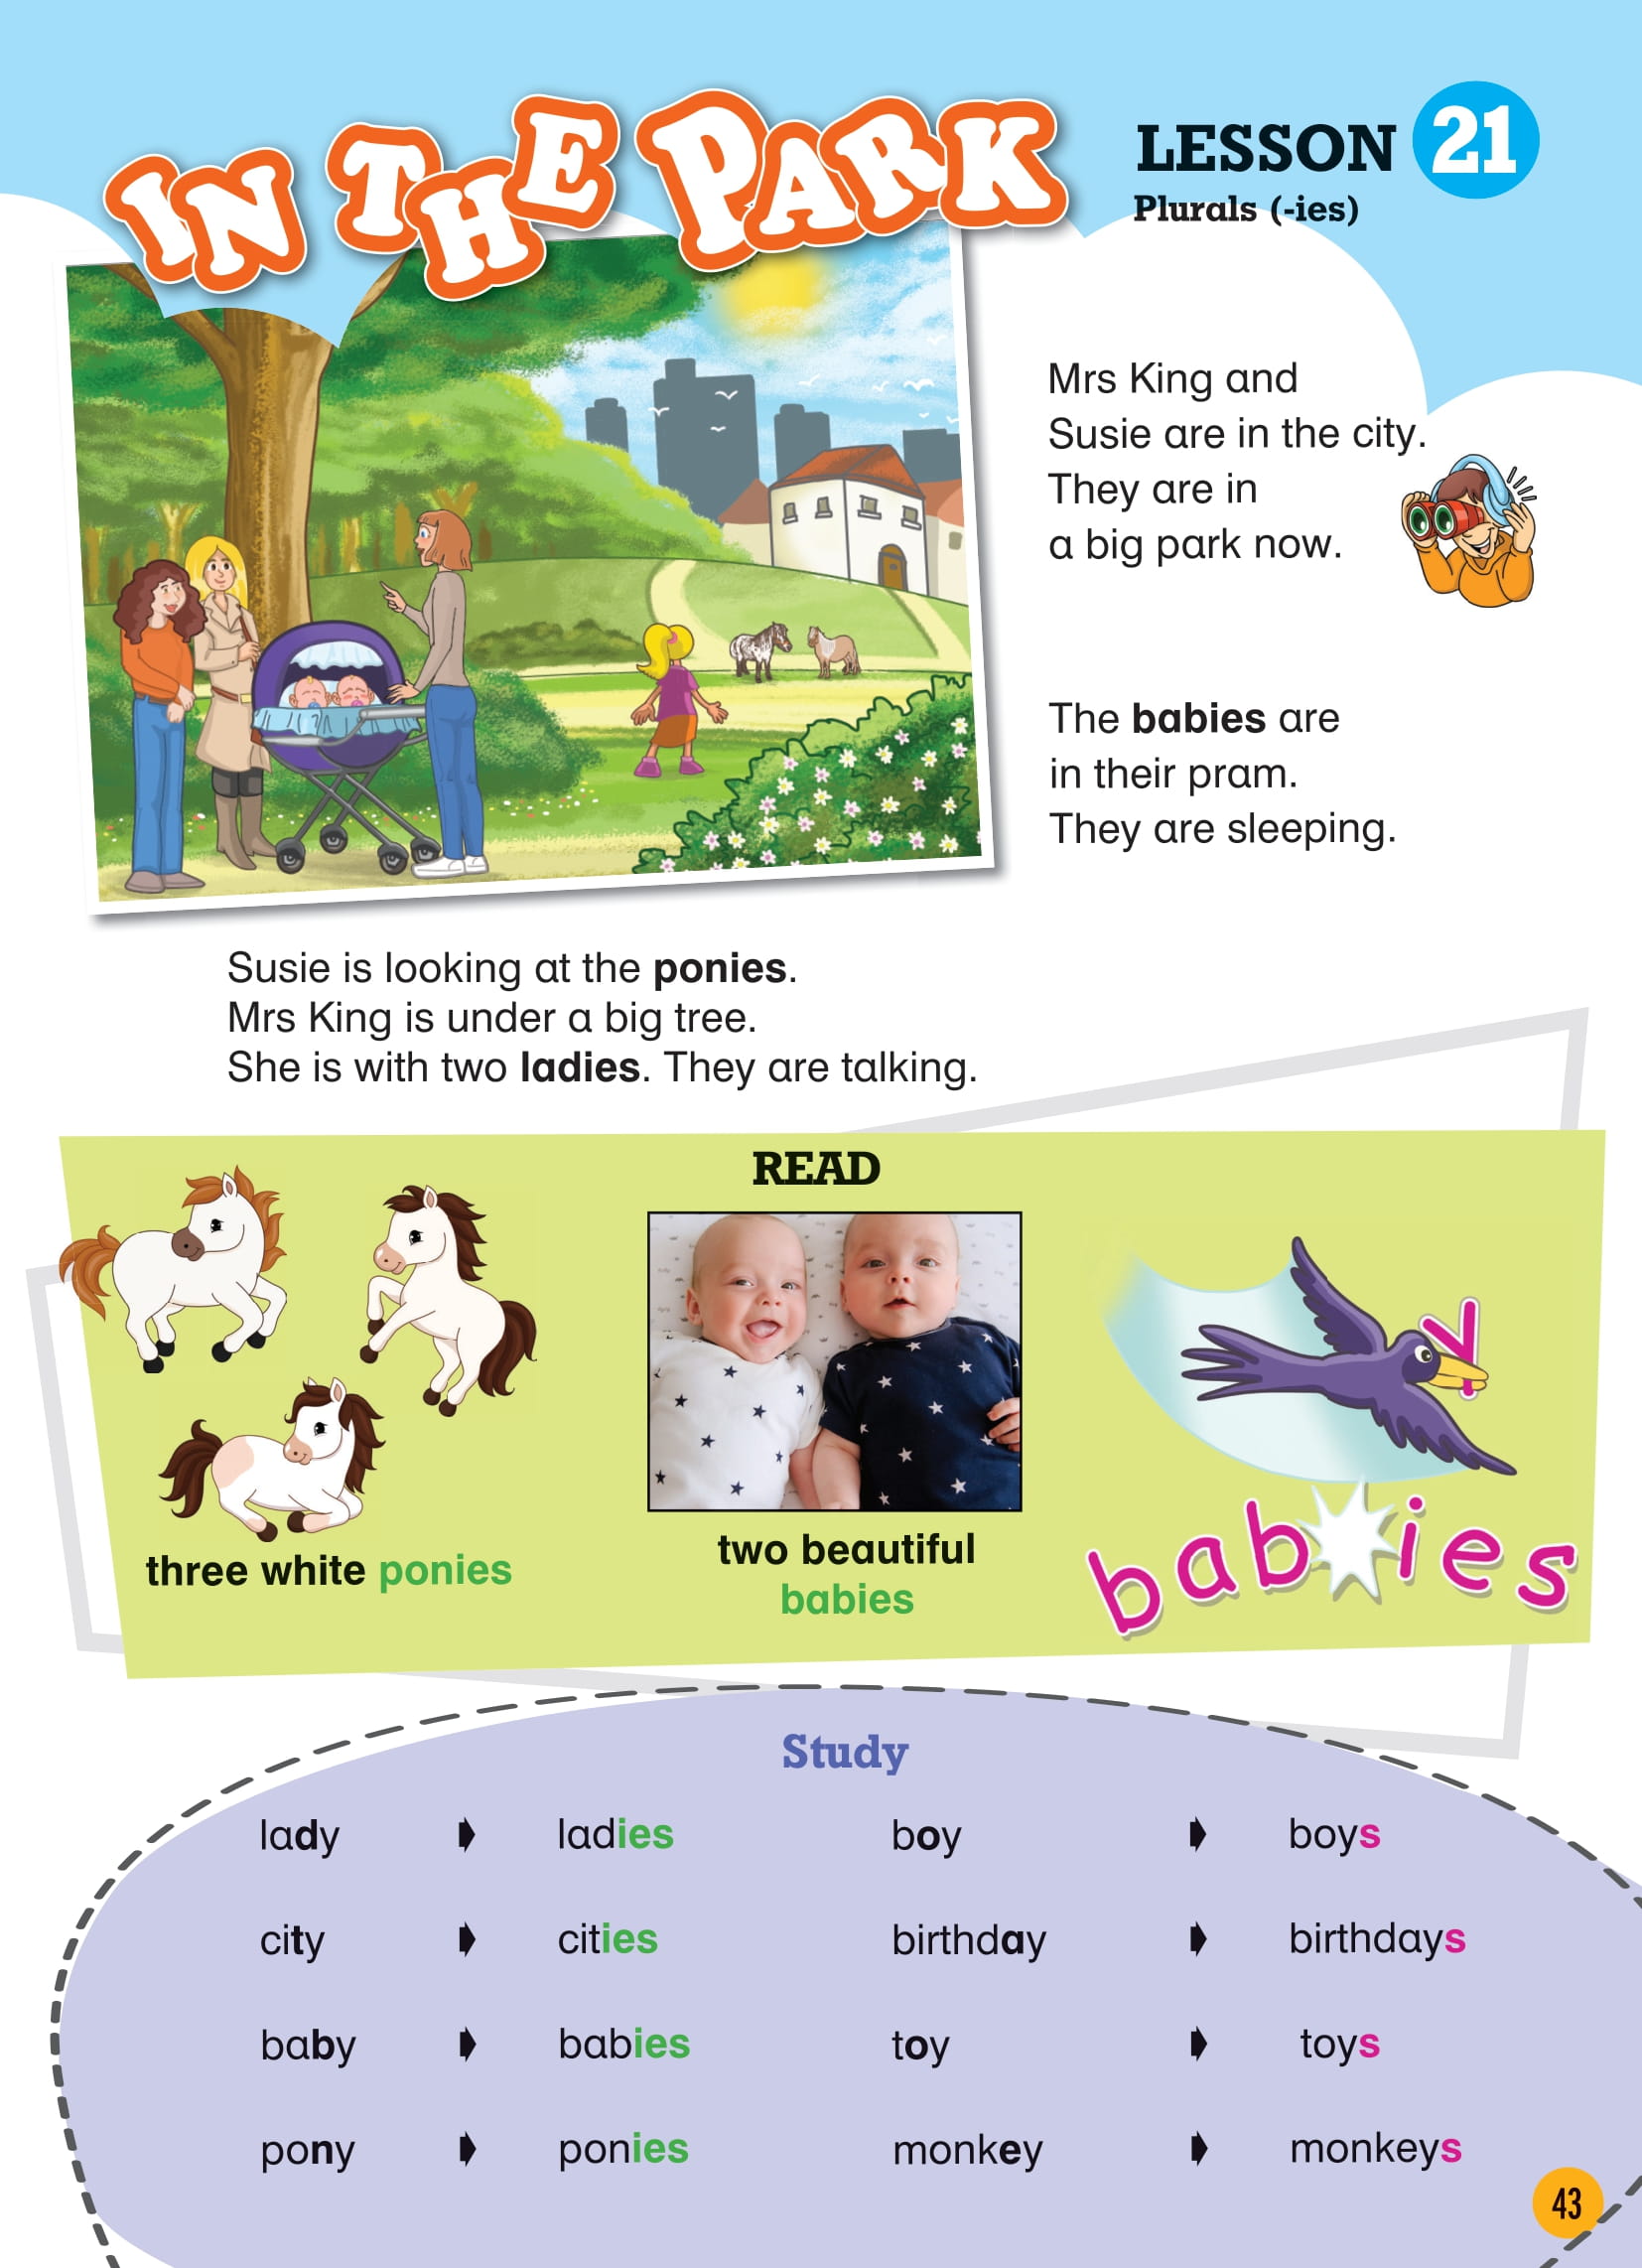 IN THE PARK
LESSON 21
Plurals (-ies)
Mrs King and
Susie are in the city.
They are in
a big park now.
The babies are
in their pram.
They are sleeping.
Susie is looking at the ponies.
Mrs King is under a big tree.
She is with two ladies. They are talking.
READ
three white ponies
two beautiful
babies
y
babies
Study
lady ➧ ladies boy ➧ boys
city ➧ cities birthday ➧ birthdays
baby ➧ babies toy ➧ toys
pony ➧ ponies monkey ➧ monkeys
43